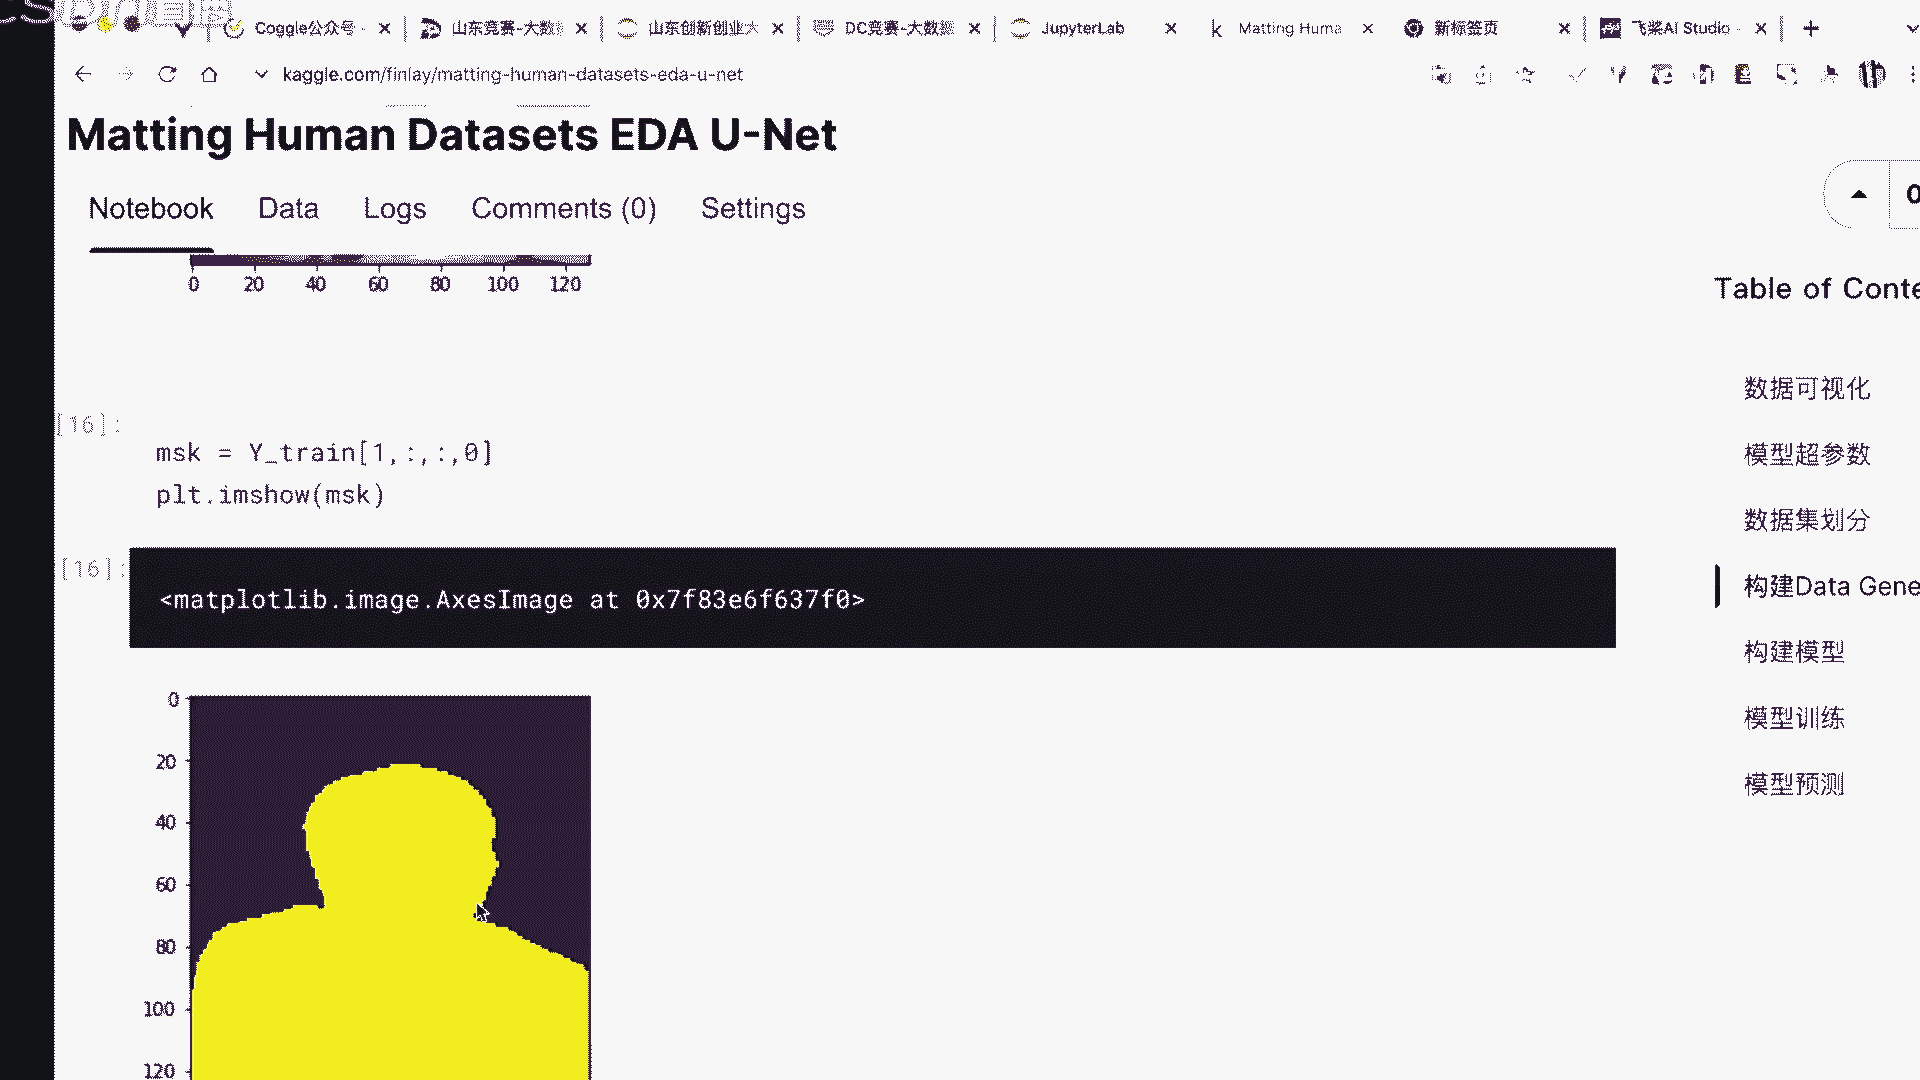 Coggle公众号 -
山东竞赛-大数
山东创新创业大
DC竞赛-大数据
JupyterLab
Matting Huma
新标签页
飞桨AI Studio -
kaggle.com/finlay/matting-human-datasets-eda-u-net
Matting Human Datasets EDA U-Net
0
Notebook Data Logs Comments (0) Settings
0 20 40 60 80 100 120
Table of Conte
数据可视化
模型超参数
数据集划分
构建Data Gene
构建模型
模型训练
模型预测
[16]:
msk = Y_train[1,:,:,0]
plt.imshow(msk)
[16]:
<matplotlib.image.AxesImage at 0x7f83e6f637f0>
0
20
40
60
80
100
120